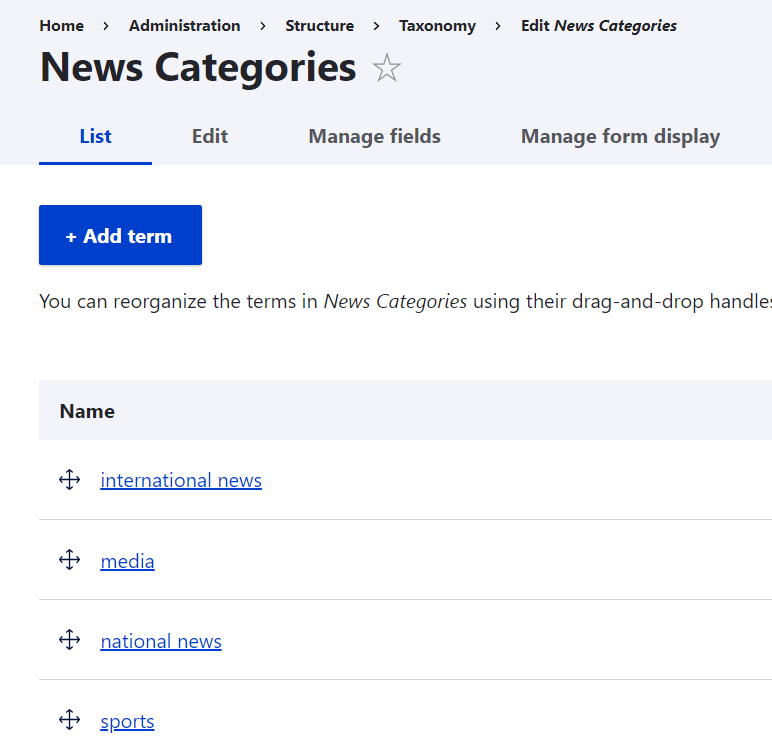 Home > Administration > Structure > Taxonomy > Edit News Categories
News Categories
List Edit Manage fields Manage form display
+ Add term
You can reorganize the terms in News Categories using their drag-and-drop handles
Name
international news
media
national news
sports